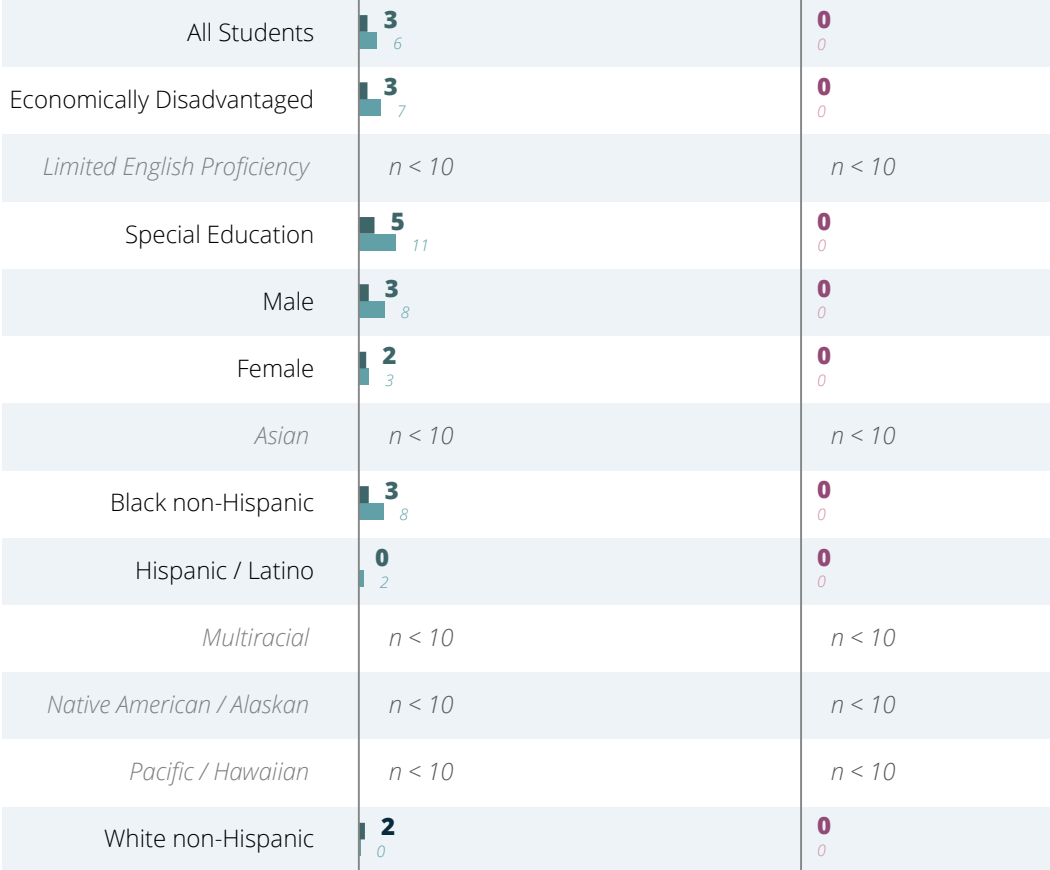 All Students 3 0
6 0
Economically Disadvantaged 3 0
7 0
Limited English Proficiency n < 10 n < 10
Special Education 5 0
11 0
Male 3 0
8 0
Female 2 0
3 0
Asian n < 10 n < 10
Black non-Hispanic 3 0
8 0
Hispanic / Latino 0 0
2 0
Multiracial n < 10 n < 10
Native American / Alaskan n < 10 n < 10
Pacific / Hawaiian n < 10 n < 10
White non-Hispanic 2 0
0 0